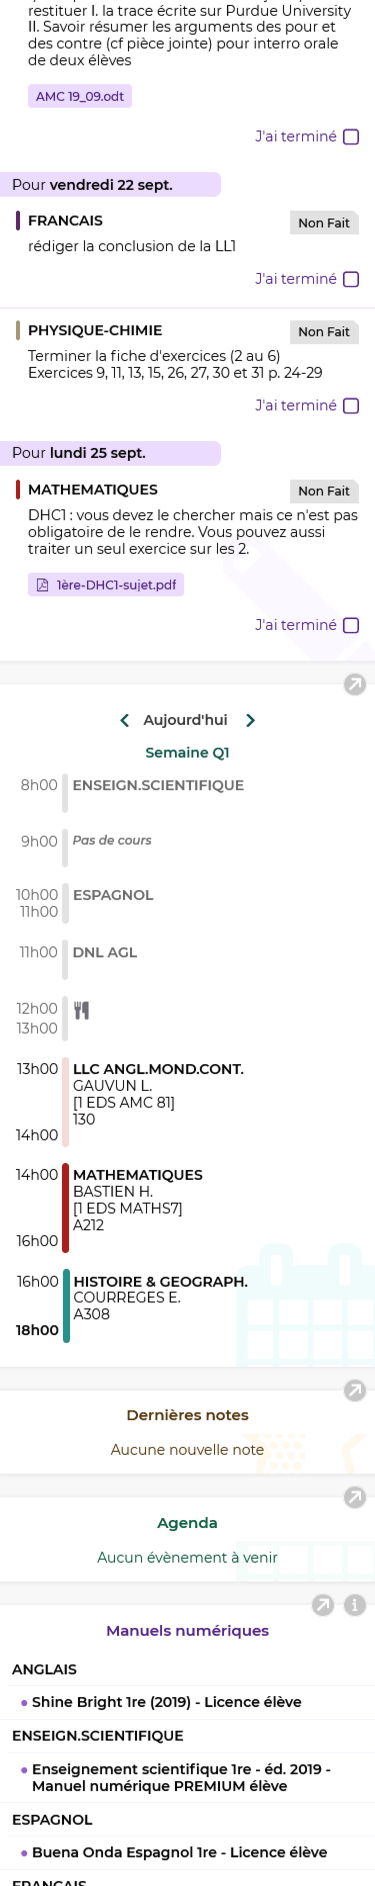 restituer I. la trace écrite sur Purdue University
II. Savoir résumer les arguments des pour et
des contre (cf pièce jointe) pour interro orale
de deux élèves
AMC 19_09.odt
J'ai terminé
Pour vendredi 22 sept.
FRANCAIS
Non Fait
rédiger la conclusion de la LL1
J'ai terminé
PHYSIQUE-CHIMIE
Non Fait
Terminer la fiche d'exercices (2 au 6)
Exercices 9, 11, 13, 15, 26, 27, 30 et 31 p. 24-29
J'ai terminé
Pour lundi 25 sept.
MATHEMATIQUES
Non Fait
DHC1 : vous devez le chercher mais ce n'est pas
obligatoire de le rendre. Vous pouvez aussi
traiter un seul exercice sur les 2.
1ère-DHC1-sujet.pdf
J'ai terminé
Aujourd'hui
Semaine Q1
8h00 ENSEIGN.SCIENTIFIQUE
9h00 Pas de cours
10h00 ESPAGNOL
11h00
11h00 DNL AGL
12h00
13h00
13h00 LLC ANGL.MOND.CONT.
GAUVUN L.
[1 EDS AMC 81]
130
14h00
14h00 MATHEMATIQUES
BASTIEN H.
[1 EDS MATHS7]
A212
16h00
16h00 HISTOIRE & GEOGRAPH.
COURREGES E.
A308
18h00
Dernières notes
Aucune nouvelle note
Agenda
Aucun évènement à venir
Manuels numériques
ANGLAIS
Shine Bright 1re (2019) - Licence élève
ENSEIGN.SCIENTIFIQUE
Enseignement scientifique 1re - éd. 2019 -
Manuel numérique PREMIUM élève
ESPAGNOL
Buena Onda Espagnol 1re - Licence élève
FRANCAIS